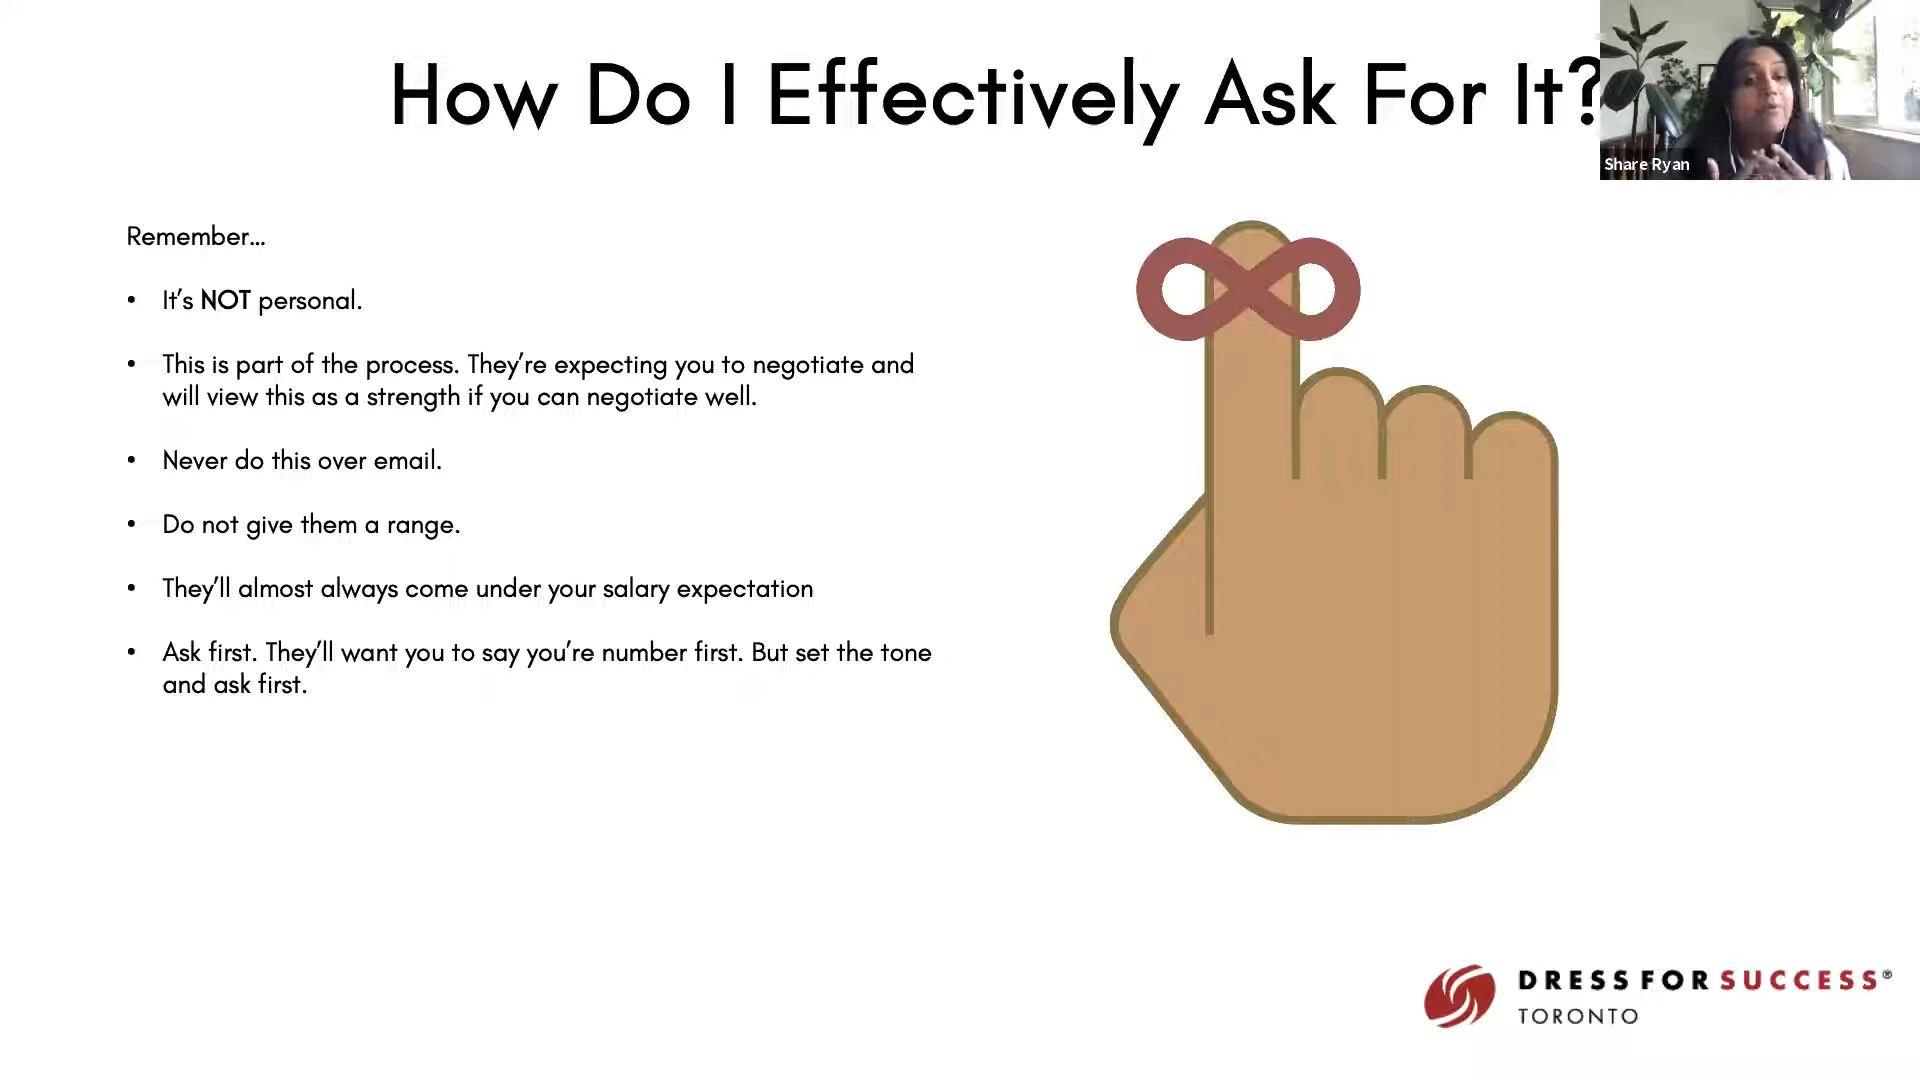 How Do I Effectively Ask For It?
Share Ryan
Remember...
• It's NOT personal.
• This is part of the process. They're expecting you to negotiate and
will view this as a strength if you can negotiate well.
• Never do this over email.
• Do not give them a range.
• They'll almost always come under your salary expectation
• Ask first. They'll want you to say you're number first. But set the tone
and ask first.
DRESS FOR SUCCESS®
TORONTO